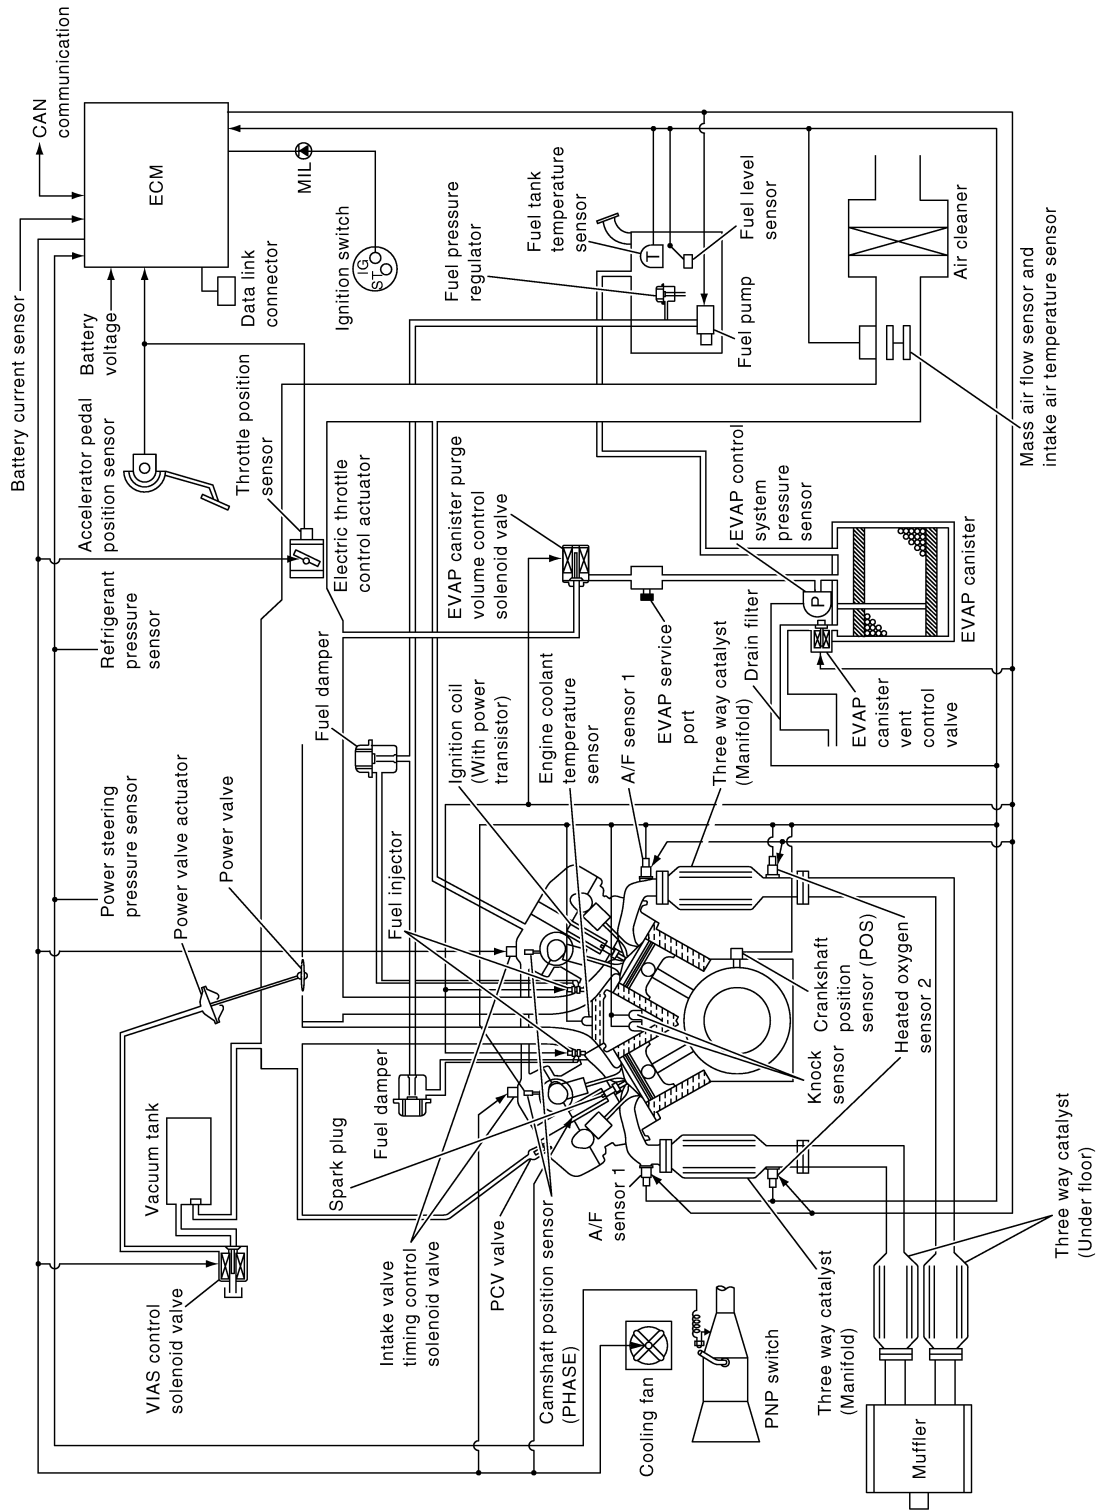 Battery current sensor
CAN
communication
ECM
MIL
Battery
voltage
Data link
connector
Ignition switch
IG
ST
Accelerator pedal
position sensor
Throttle position
sensor
Electric throttle
control actuator
Refrigerant
pressure
sensor
Power steering
pressure sensor
Power valve actuator
Power valve
Vacuum tank
VIAS control
solenoid valve
Fuel pressure
regulator
Fuel tank
temperature
sensor
T
Fuel level
sensor
Fuel pump
Air cleaner
Mass air flow sensor and
intake air temperature sensor
EVAP canister purge
volume control
solenoid valve
EVAP control
system
pressure
sensor
P
EVAP canister
Drain filter
EVAP
canister
vent
control
valve
EVAP service
port
Fuel damper
Ignition coil
(With power
transistor)
Engine coolant
temperature
sensor
A/F sensor 1
Three way catalyst
(Manifold)
Fuel injector
Crankshaft
position
sensor (POS)
Heated oxygen
sensor 2
Knock
sensor
Fuel damper
Spark plug
Intake valve
timing control
solenoid valve
PCV valve
Camshaft position sensor
(PHASE)
A/F
sensor 1
Cooling fan
PNP switch
Three way catalyst
(Manifold)
Three way catalyst
(Under floor)
Muffler